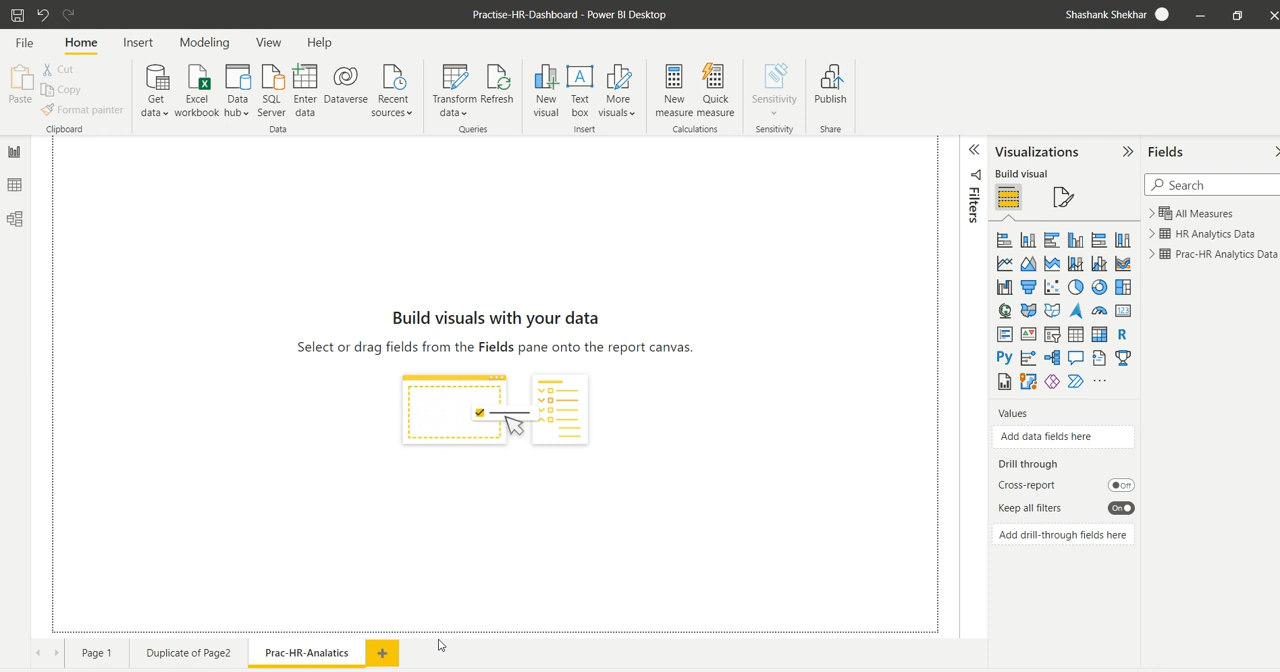 Practise-HR-Dashboard - Power BI Desktop
Shashank Shekhar
File Home Insert Modeling View Help
Paste
Cut
Copy
Format painter
Clipboard
Get data
Excel workbook
Data hub
SQL Server
Enter data
Dataverse
Recent sources
Data
Transform data
Refresh
Queries
New visual
Text box
More visuals
Insert
New measure
Quick measure
Calculations
Sensitivity
Sensitivity
Publish
Share
Build visuals with your data
Select or drag fields from the Fields pane onto the report canvas.
Filters
Visualizations
Build visual
123
R
Py
Values
Add data fields here
Drill through
Cross-report
Off
Keep all filters
On
Add drill-through fields here
Fields
Search
All Measures
HR Analytics Data
Prac-HR Analytics Data
Page 1
Duplicate of Page2
Prac-HR-Analatics